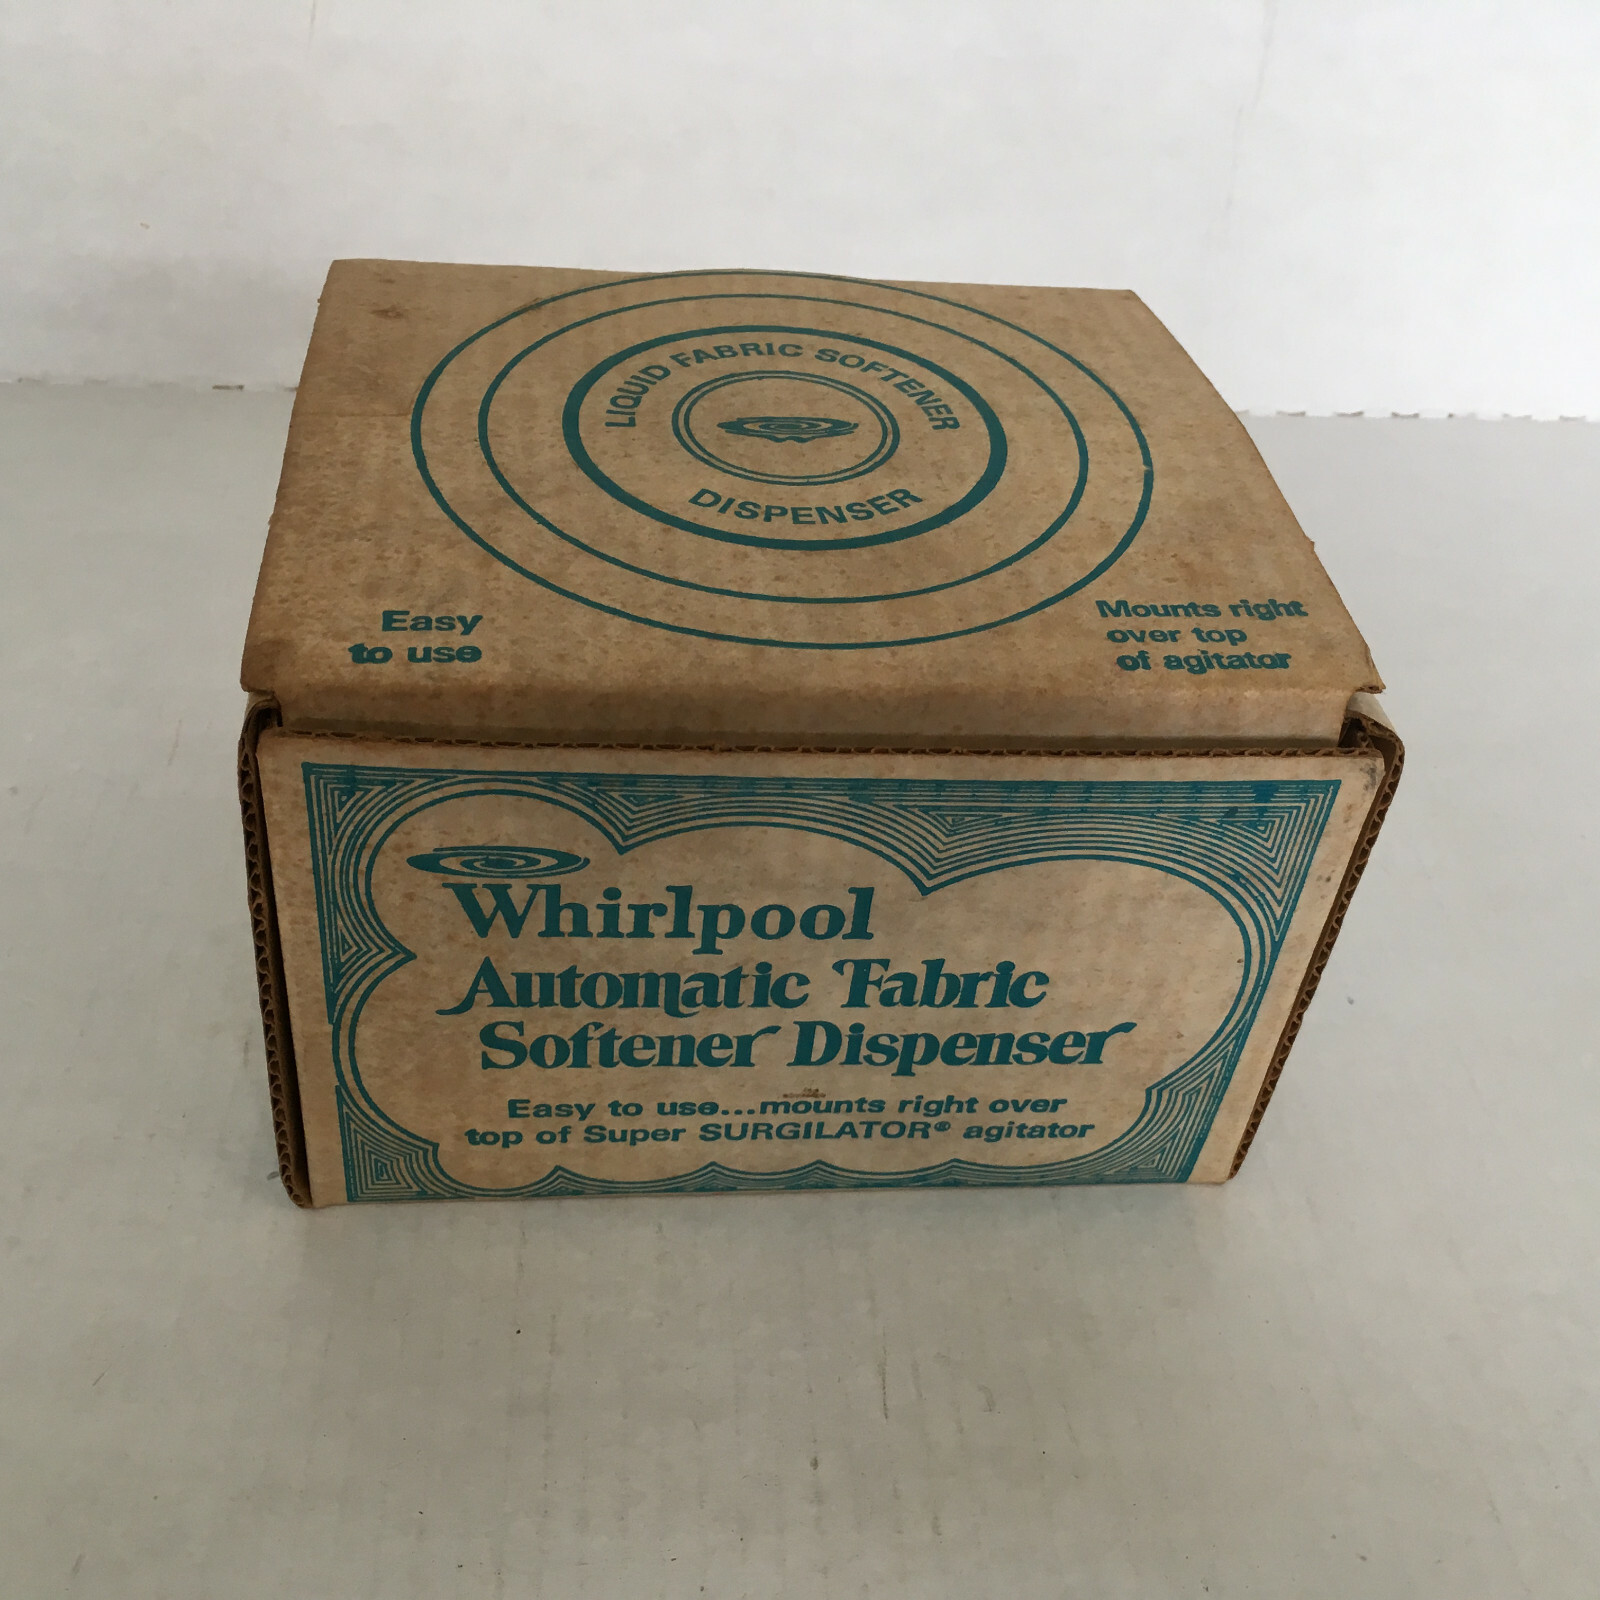 LIQUID FABRIC SOFTENER
DISPENSER
Easy
to use
Mounts right
over top
of agitator
Whirlpool
Automatic Fabric
Softener Dispenser
Easy to use...mounts right over
top of Super SURGILATOR® agitator